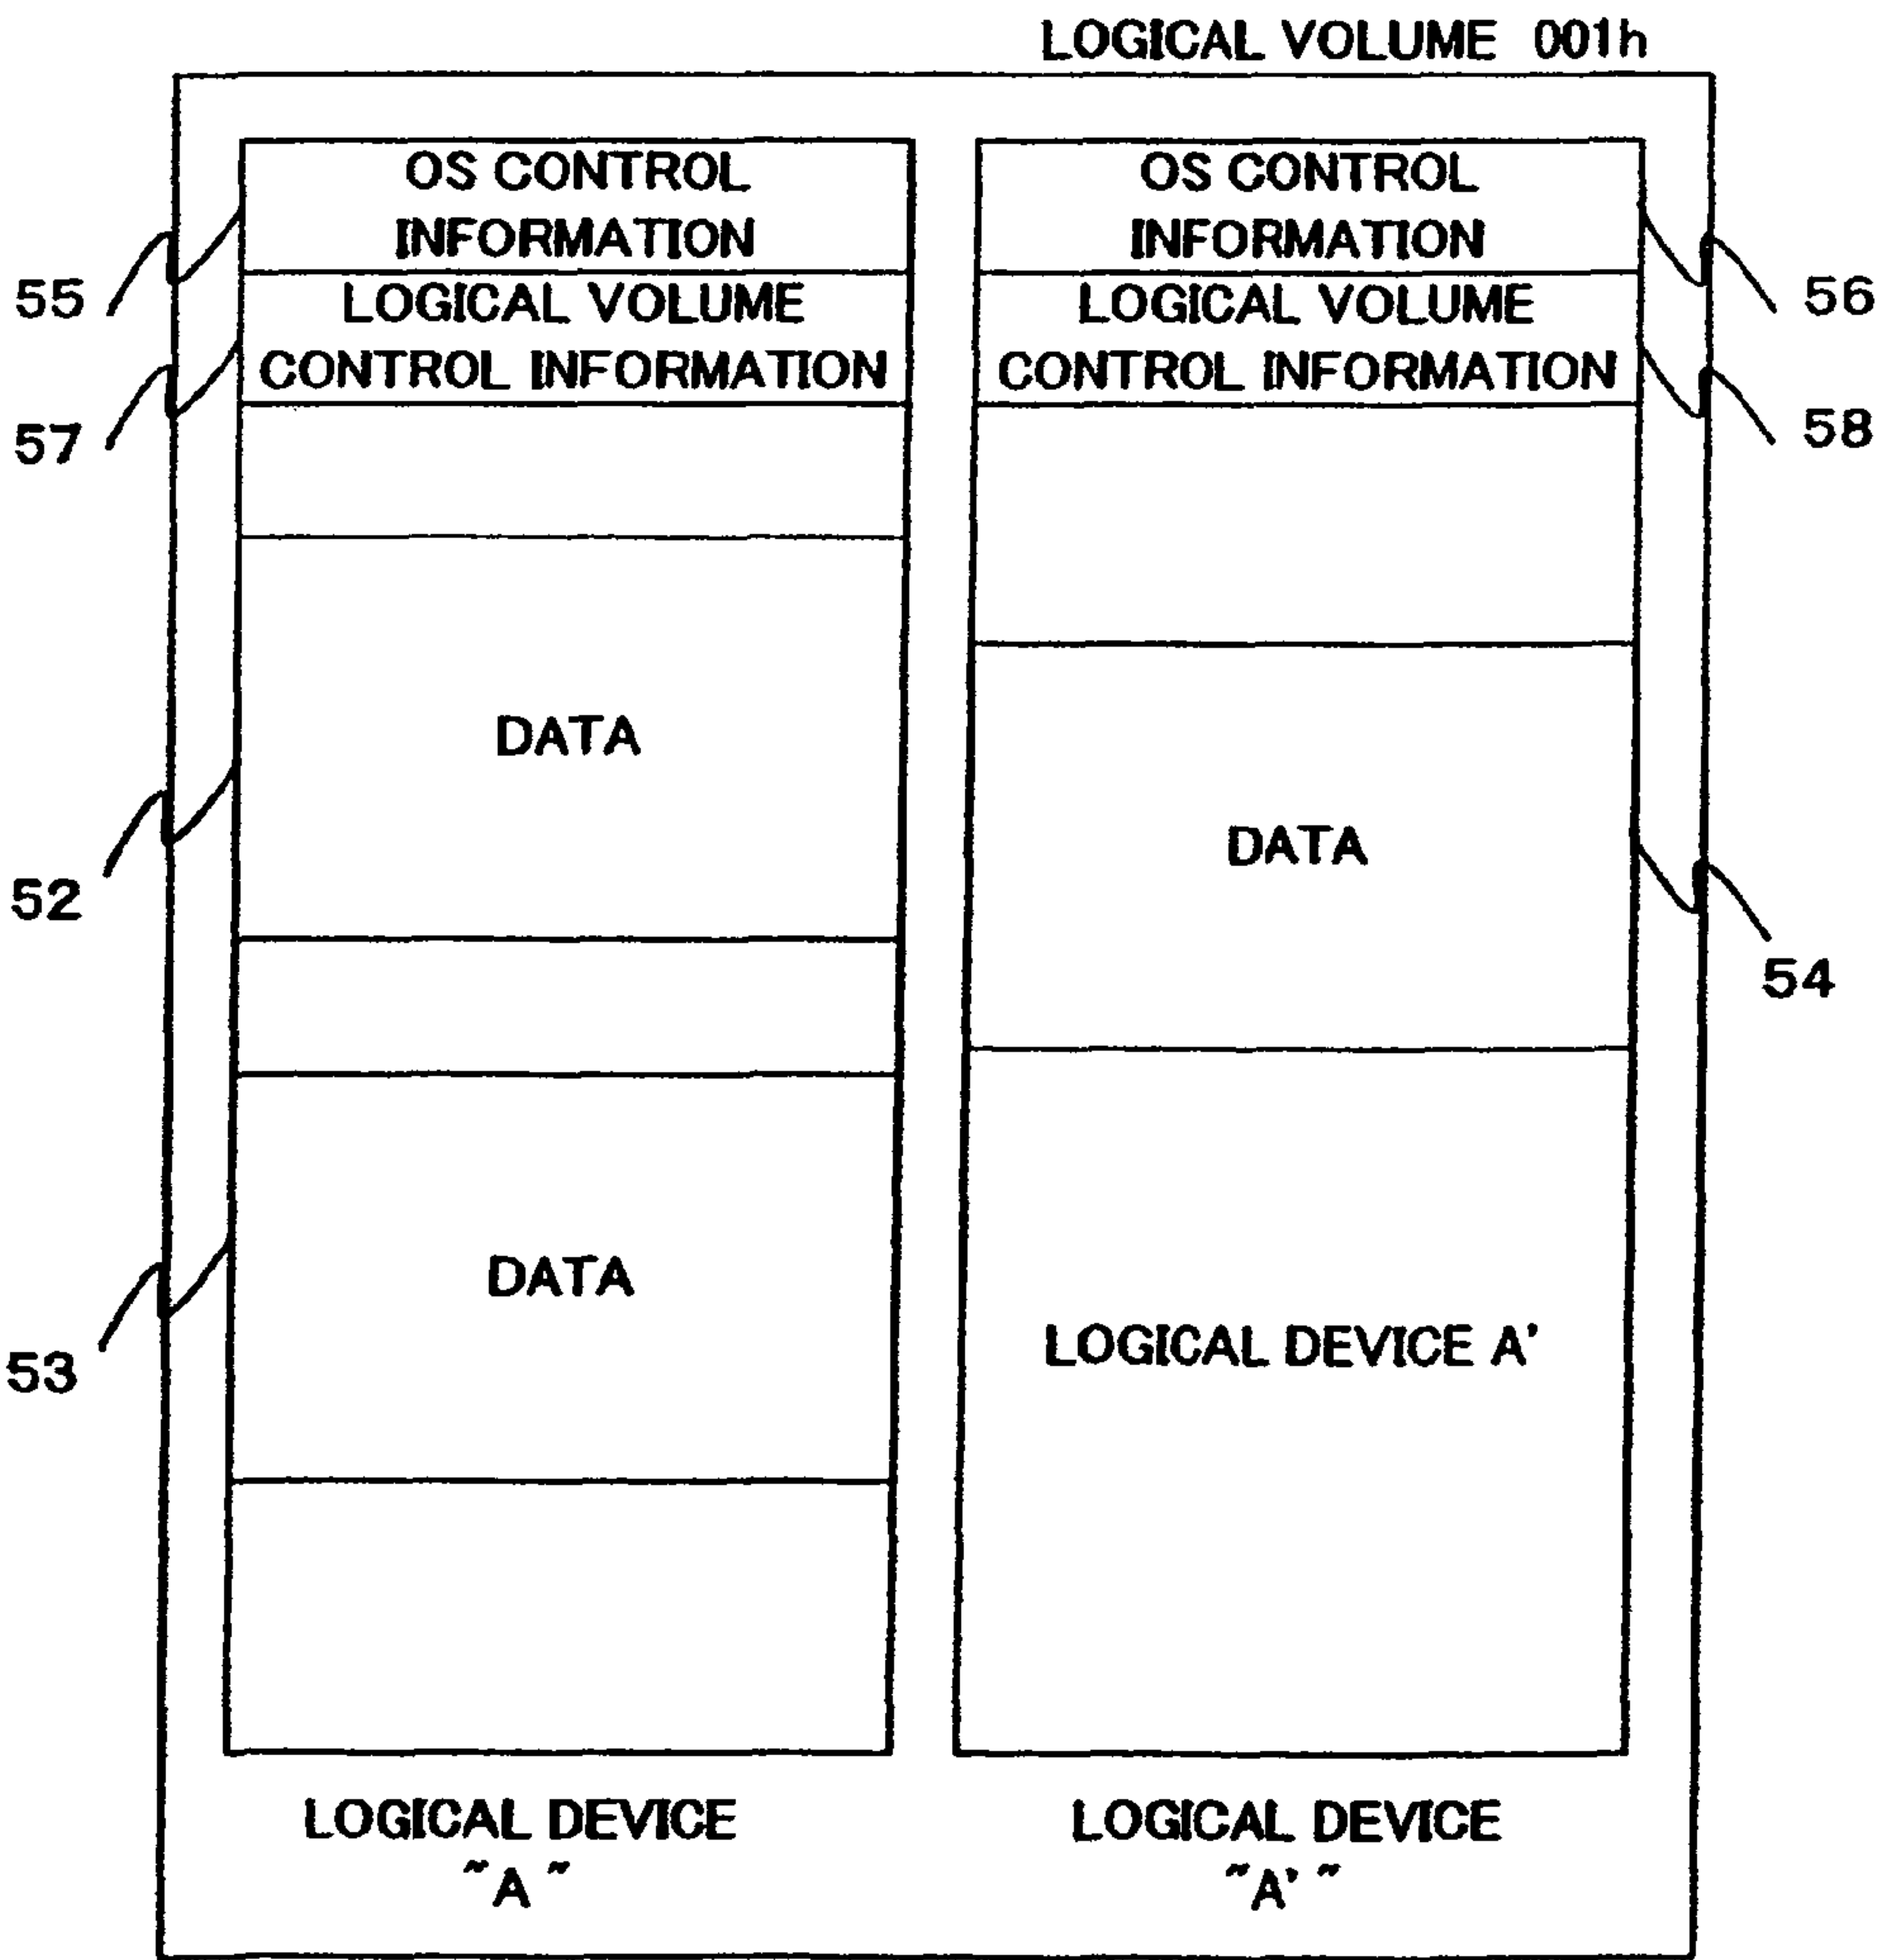 LOGICAL VOLUME 001h
OS CONTROL
INFORMATION
LOGICAL VOLUME
CONTROL INFORMATION
DATA
DATA
LOGICAL DEVICE
"A"
OS CONTROL
INFORMATION
LOGICAL VOLUME
CONTROL INFORMATION
DATA
LOGICAL DEVICE A'
LOGICAL DEVICE
"A'"
55
57
52
53
56
58
54